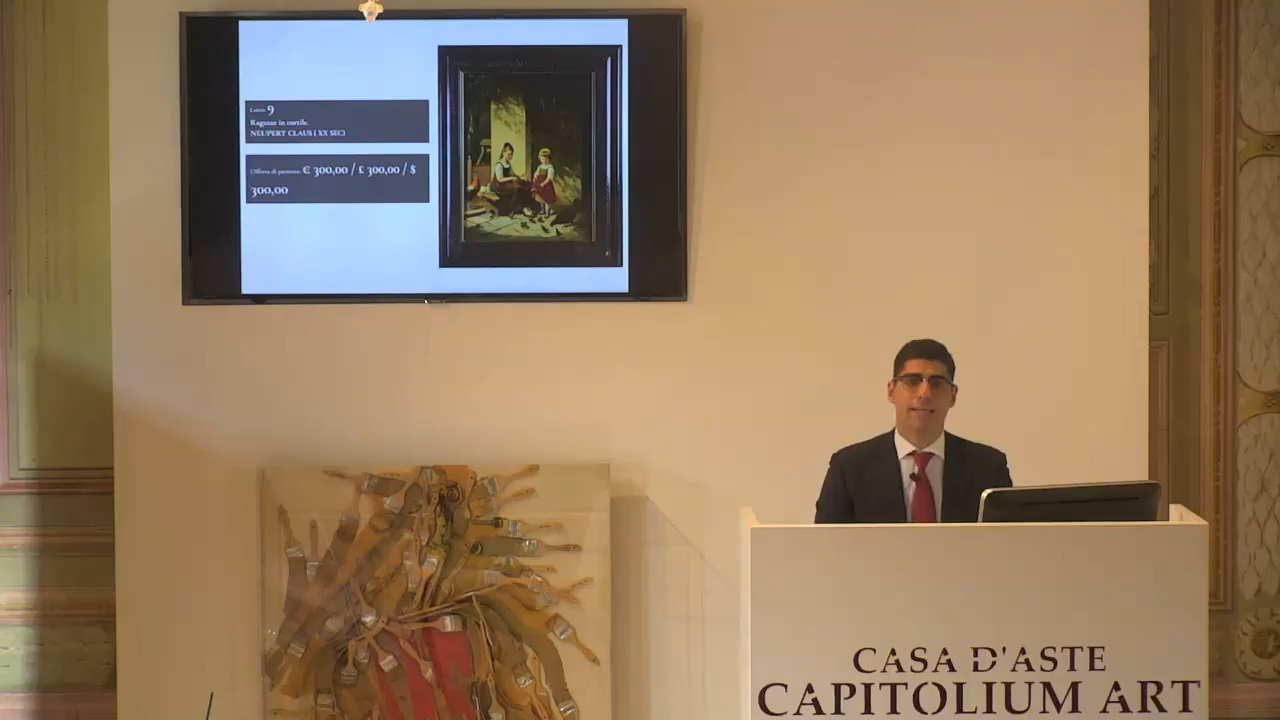 Lotto 9
Ragazze in cortile.
NEUPERT CLAUS ( XX SEC)
Offerta di partenza: € 300,00 / £ 300,00 / $
300,00
CASA D'ASTE
CAPITOLIUM ART